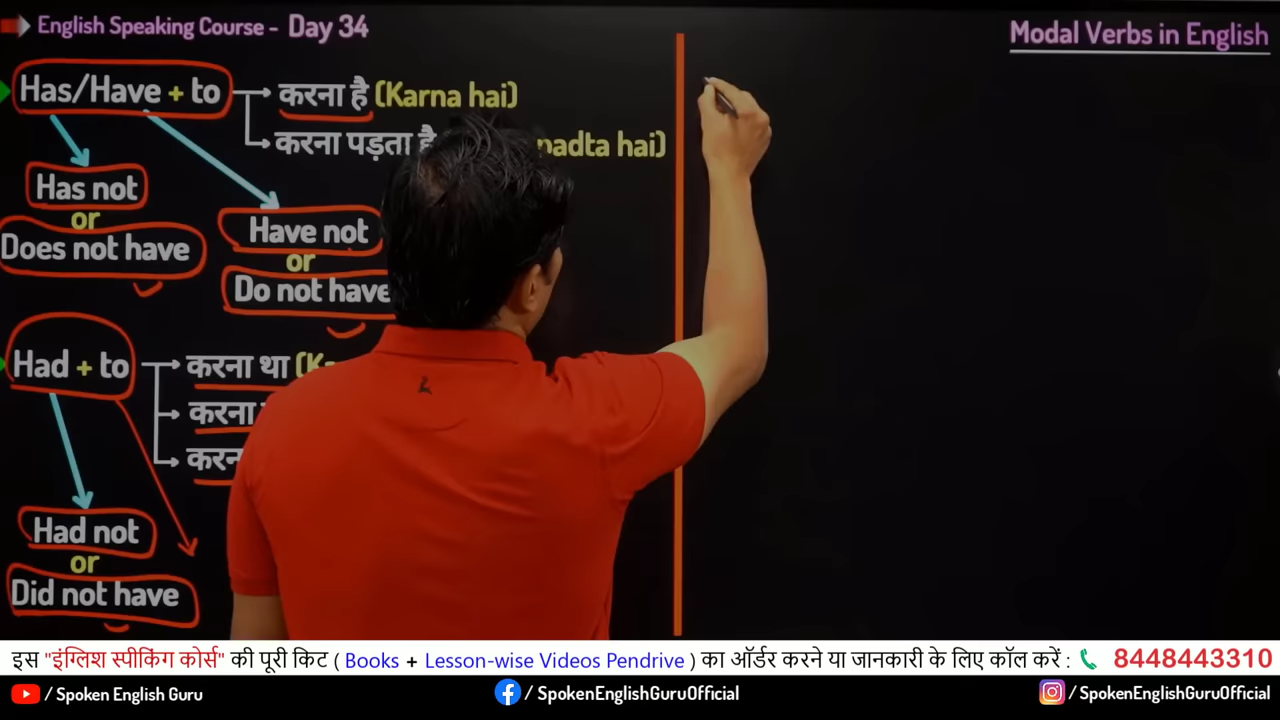 English Speaking Course - Day 34
Modal Verbs in English
Has/Have + to
करना है (Karna hai)
करना पड़ता है padta hai)
Has not
or
Does not have
Have not
or
Do not have
Had + to
करना था
करना
Had not
or
Did not have
इस "इंग्लिश स्पीकिंग कोर्स" की पूरी किट ( Books + Lesson-wise Videos Pendrive ) का ऑर्डर करने या जानकारी के लिए कॉल करें : 8448443310
/ Spoken English Guru
/ SpokenEnglishGuruOfficial
/ SpokenEnglishGuruOfficial